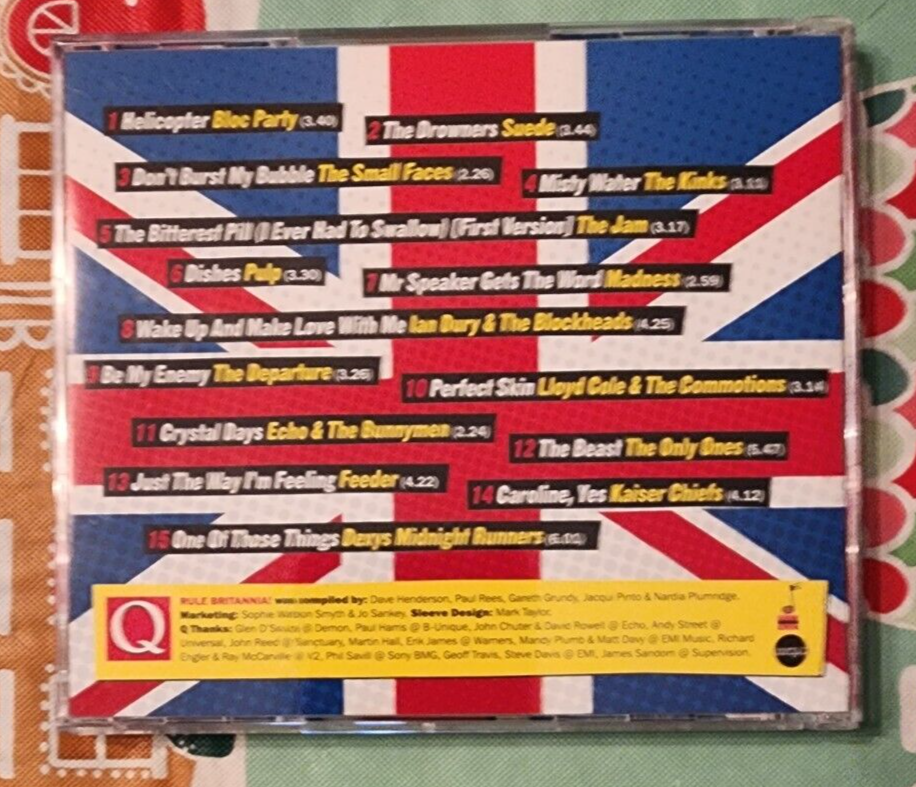 1 Helicopter Bloc Party (3.40)
2 The Drowners Suede (3.44)
3 Don't Burst My Bubble The Small Faces (2.26)
4 Misty Water The Kinks (3.11)
5 The Bitterest Pill (I Ever Had To Swallow) [First Version] The Jam (3.17)
6 Dishes Pulp (3.30)
7 Mr Speaker Gets The Word Madness (2.59)
8 Wake Up And Make Love With Me Ian Dury & The Blockheads (4.25)
9 Be My Enemy The Departure (3.26)
10 Perfect Skin Lloyd Cole & The Commotions (3.14)
11 Crystal Days Echo & The Bunnymen (2.24)
12 The Beast The Only Ones (5.47)
13 Just The Way I'm Feeling Feeder (4.22)
14 Caroline, Yes Kaiser Chiefs (4.12)
15 One Of Those Things Dexys Midnight Runners (6.01)
Q
RULE BRITANNIA! was compiled by: Dave Henderson, Paul Rees, Gareth Grundy, Jacqui Pinto & Nardia Plumridge.
Marketing: Sophie Watson Smyth & Jo Sankey. Sleeve Design: Mark Taylor.
Q Thanks: Glen D'Souza @ Demon, Paul Harris @ B-Unique, John Chuter & David Rowell @ Echo, Andy Street @
Universal, John Reed @ Sanctuary, Martin Hall, Erik James @ Warners, Mandy Plumb & Matt Davy @ EMI Music, Richard
Engler & Ray McCarville @ V2, Phil Savill @ Sony BMG, Geoff Travis, Steve Davis @ EMI, James Sandom @ Supervision.